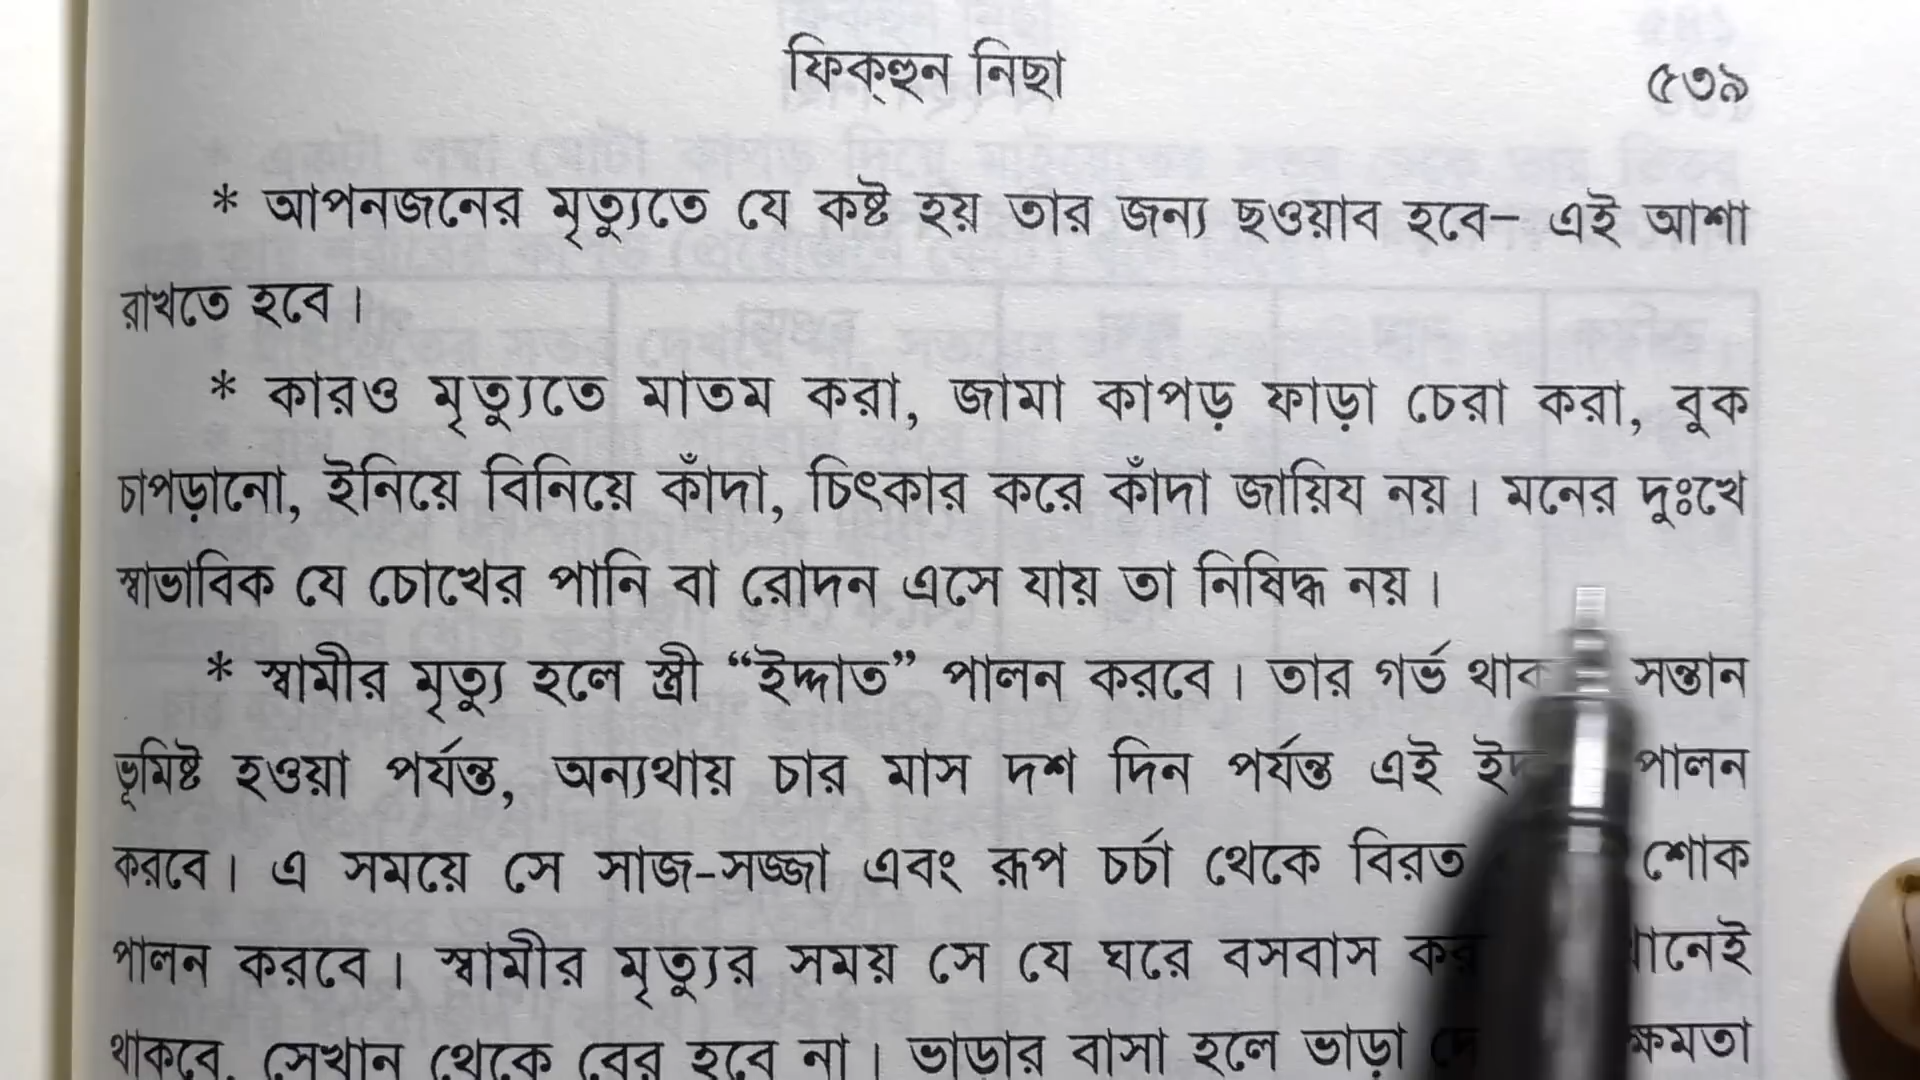 ফিক্হুন নিছা ৫৩৯
* আপনজনের মৃত্যুতে যে কষ্ট হয় তার জন্য ছওয়াব হবে– এই আশা
রাখতে হবে।
* কারও মৃত্যুতে মাতম করা, জামা কাপড় ফাড়া চেরা করা, বুক
চাপড়ানো, ইনিয়ে বিনিয়ে কাঁদা, চিৎকার করে কাঁদা জায়িয নয়। মনের দুঃখে
স্বাভাবিক যে চোখের পানি বা রোদন এসে যায় তা নিষিদ্ধ নয়।
* স্বামীর মৃত্যু হলে স্ত্রী “ইদ্দাত” পালন করবে। তার গর্ভ সন্তান
ভূমিষ্ট হওয়া পর্যন্ত, অন্যথায় চার মাস দশ দিন পর্যন্ত এই পালন
করবে। এ সময়ে সে সাজ-সজ্জা এবং রূপ চর্চা থেকে বিরত শোক
পালন করবে। স্বামীর মৃত্যুর সময় সে যে ঘরে বসবাস
থাকবে, সেখান থেকে বের হবে না। ভাড়ার বাসা হলে ভাড়া ক্ষমতা